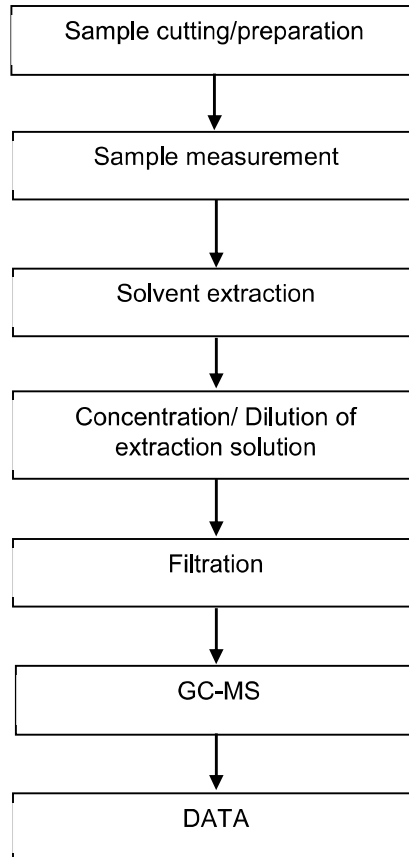 Sample cutting/preparation
Sample measurement
Solvent extraction
Concentration/ Dilution of
extraction solution
Filtration
GC-MS
DATA